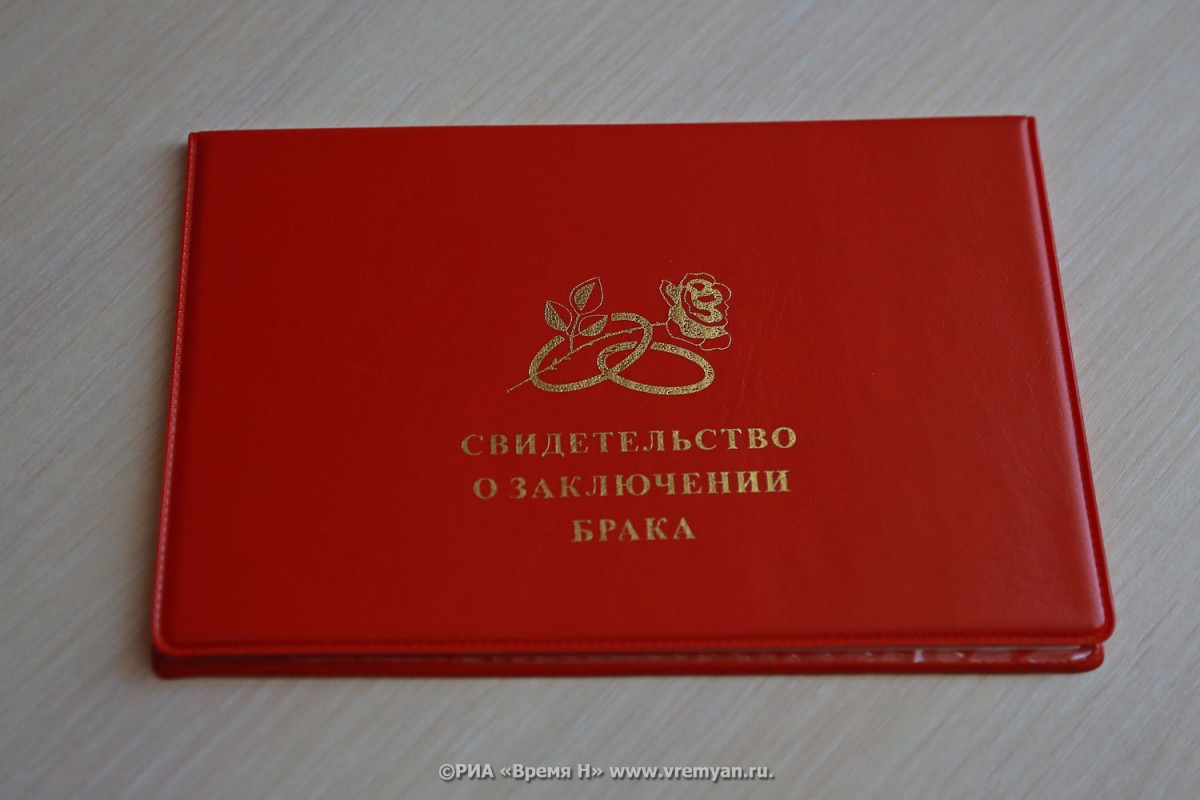 СВИДЕТЕЛЬСТВО
О ЗАКЛЮЧЕНИИ
БРАКА
©РИА «Время Н» www.vremyan.ru.